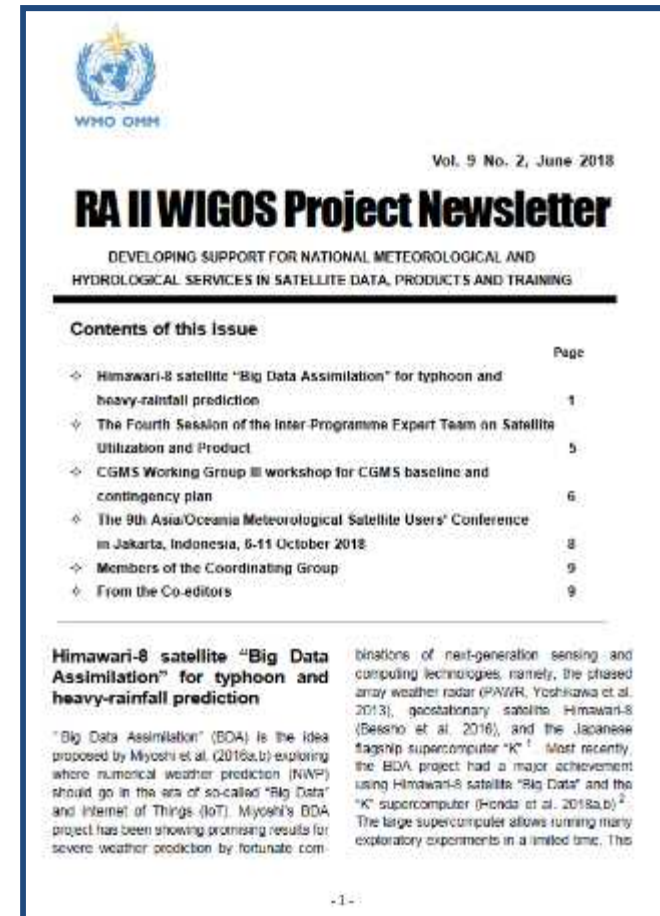 WMO OMM
Vol. 9 No. 2, June 2018
RA II WIGOS Project Newsletter
DEVELOPING SUPPORT FOR NATIONAL METEOROLOGICAL AND
HYDROLOGICAL SERVICES IN SATELLITE DATA, PRODUCTS AND TRAINING
Contents of this issue
Page
✧ Himawari-8 satellite “Big Data Assimilation” for typhoon and
heavy-rainfall prediction 1
✧ The Fourth Session of the Inter-Programme Expert Team on Satellite
Utilization and Product 5
✧ CGMS Working Group III workshop for CGMS baseline and
contingency plan 6
✧ The 9th Asia/Oceania Meteorological Satellite Users' Conference
in Jakarta, Indonesia, 6-11 October 2018 8
✧ Members of the Coordinating Group 9
✧ From the Co-editors 9
Himawari-8 satellite “Big Data
Assimilation” for typhoon and
heavy-rainfall prediction
“Big Data Assimilation” (BDA) is the idea
proposed by Miyoshi et al. (2016a,b) exploring
where numerical weather prediction (NWP)
should go in the era of so-called “Big Data”
and Internet of Things (IoT). Miyoshi's BDA
project has been showing promising results for
severe weather prediction by fortunate com-
binations of next-generation sensing and
computing technologies, namely, the phased
array weather radar (PAWR, Yoshikawa et al.
2013), geostationary satellite Himawari-8
(Bessho et al. 2016), and the Japanese
flagship supercomputer “K” 1. Most recently,
the BDA project had a major achievement
using Himawari-8 satellite “Big Data” and the
“K” supercomputer (Honda et al. 2018a,b) 2.
The large supercomputer allows running many
exploratory experiments in a limited time. This
-1-